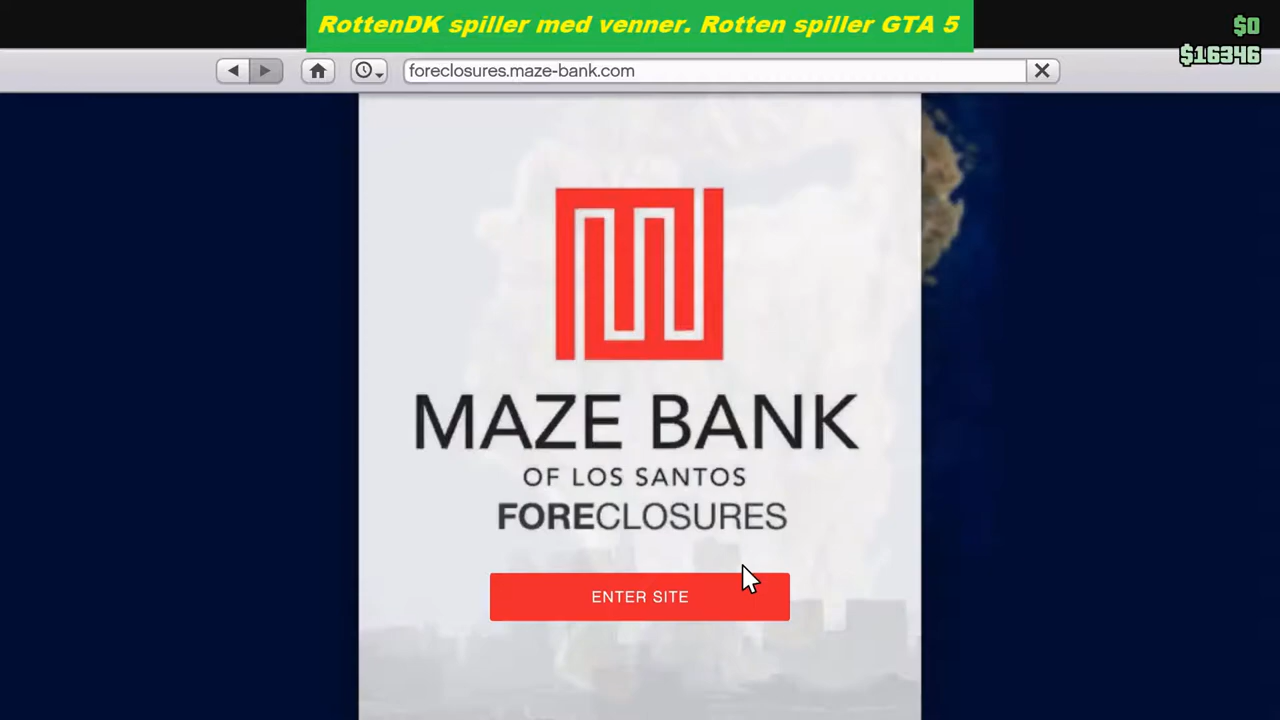 RottenDK spiller med venner. Rotten spiller GTA 5
$0
$16346
foreclosures.maze-bank.com
MAZE BANK
OF LOS SANTOS
FORECLOSURES
ENTER SITE